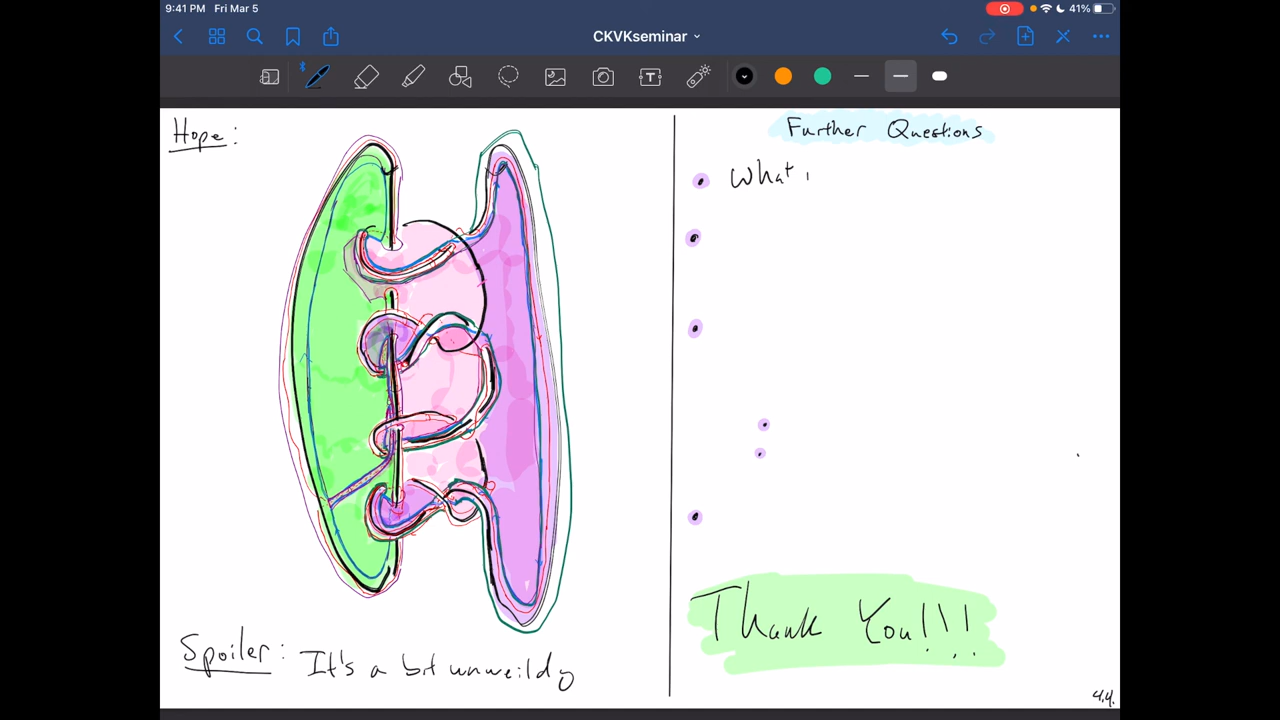 9:41 PM Fri Mar 5
41%
CKVKseminar
T
Hope:
Spoiler: It's a bit unweildy
Further Questions
What
Thank You!!!
44.